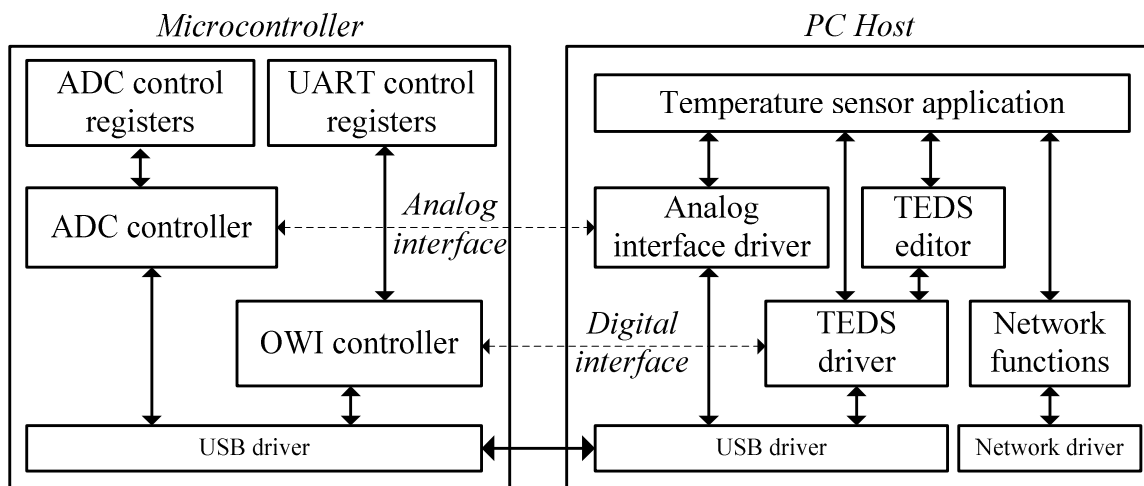 Microcontroller
PC Host
ADC control
registers
UART control
registers
Temperature sensor application
ADC controller
Analog
interface
Analog
interface driver
TEDS
editor
OWI controller
Digital
interface
TEDS
driver
Network
functions
USB driver
USB driver
Network driver